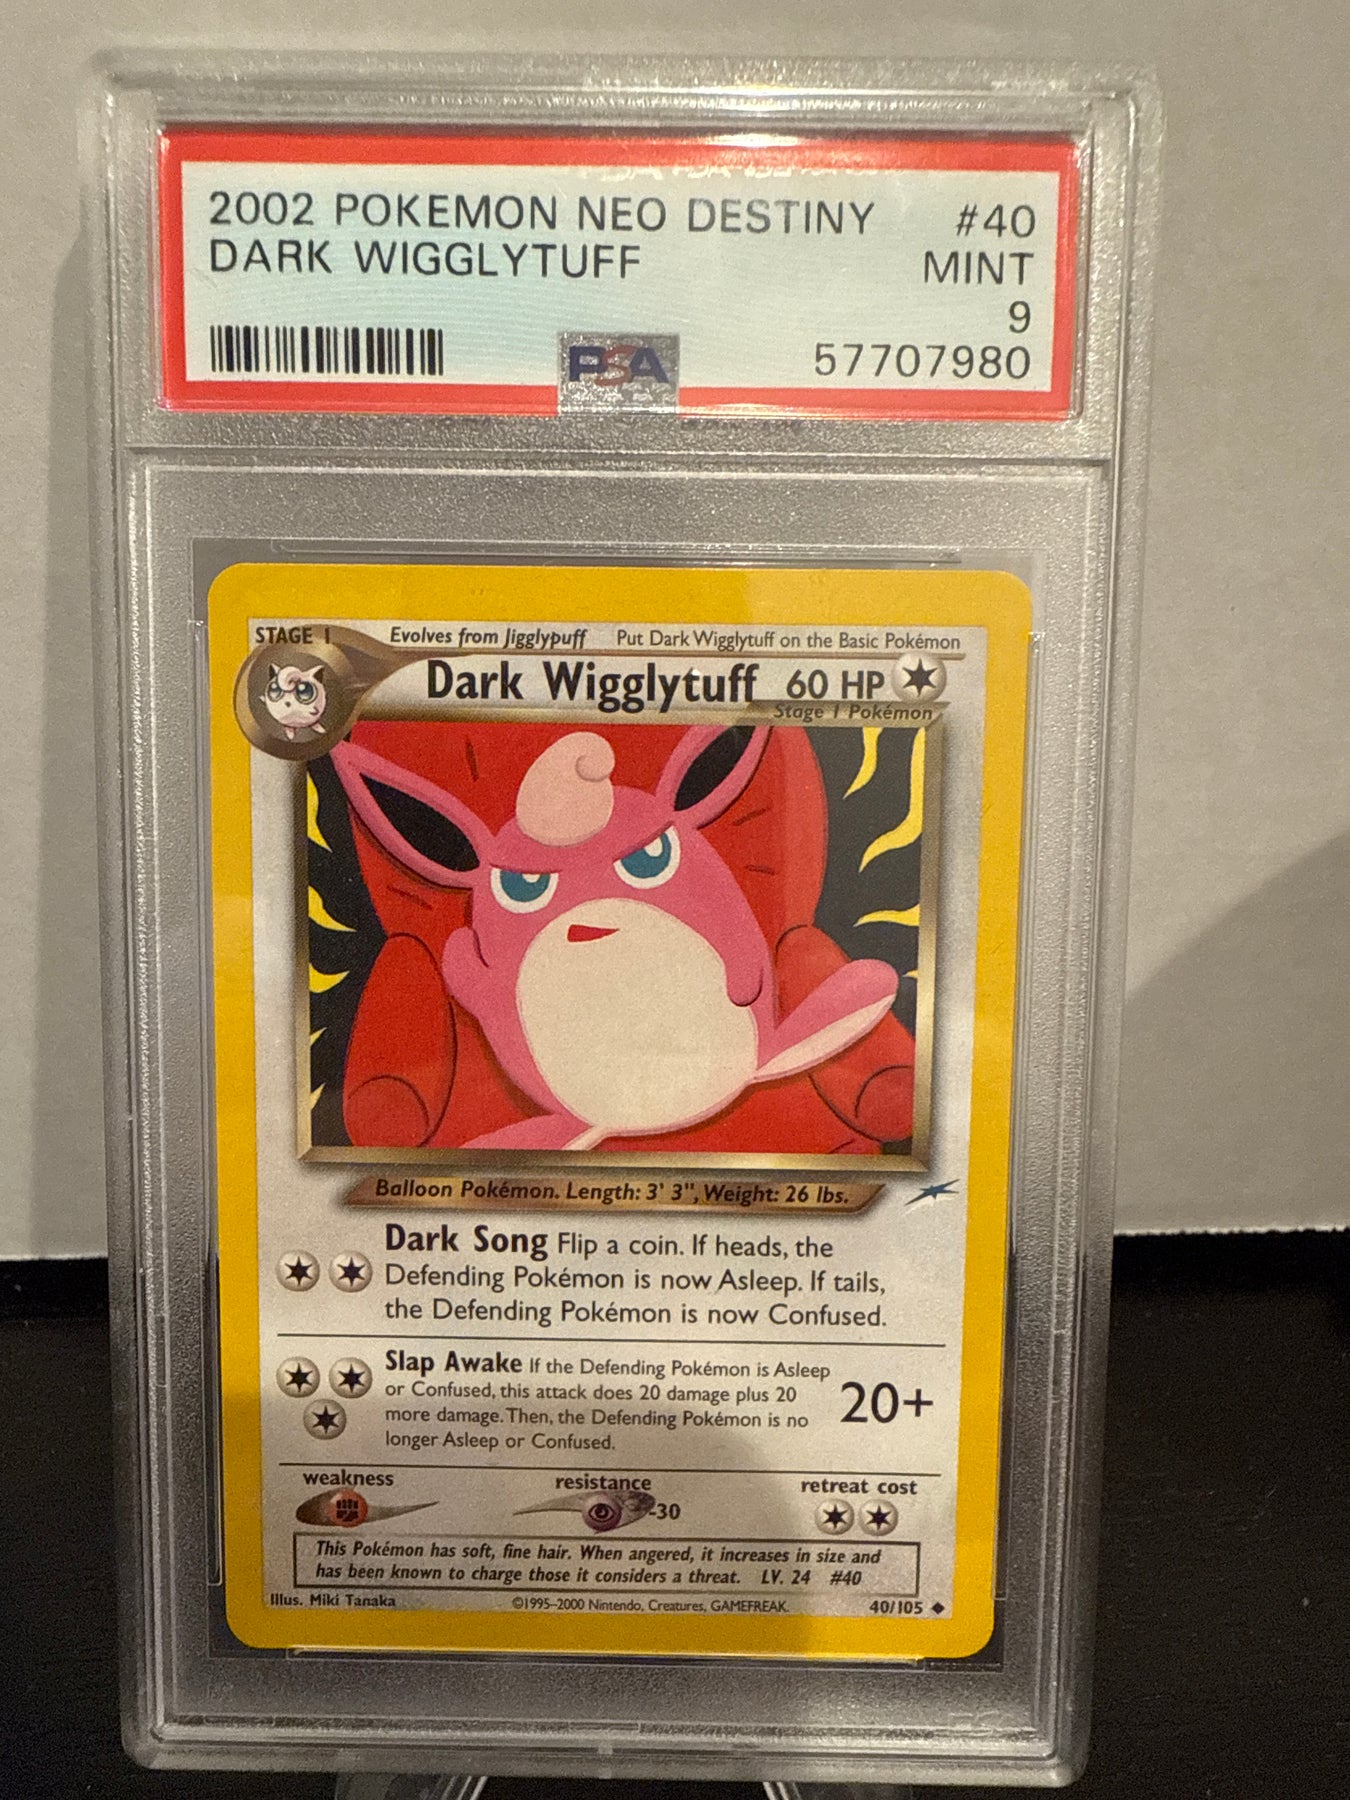 2002 POKEMON NEO DESTINY #40
DARK WIGGLYTUFF MINT
9
PSA 57707980
STAGE 1 Evolves from Jigglypuff Put Dark Wigglytuff on the Basic Pokémon
Dark Wigglytuff 60 HP
Stage 1 Pokémon
Balloon Pokémon. Length: 3' 3", Weight: 26 lbs.
Dark Song Flip a coin. If heads, the
Defending Pokémon is now Asleep. If tails,
the Defending Pokémon is now Confused.
Slap Awake If the Defending Pokémon is Asleep
or Confused, this attack does 20 damage plus 20
more damage. Then, the Defending Pokémon is no
longer Asleep or Confused.
20+
weakness resistance retreat cost
-30
This Pokémon has soft, fine hair. When angered, it increases in size and
has been known to charge those it considers a threat. LV. 24 #40
Illus. Miki Tanaka ©1995-2000 Nintendo, Creatures, GAMEFREAK. 40/105